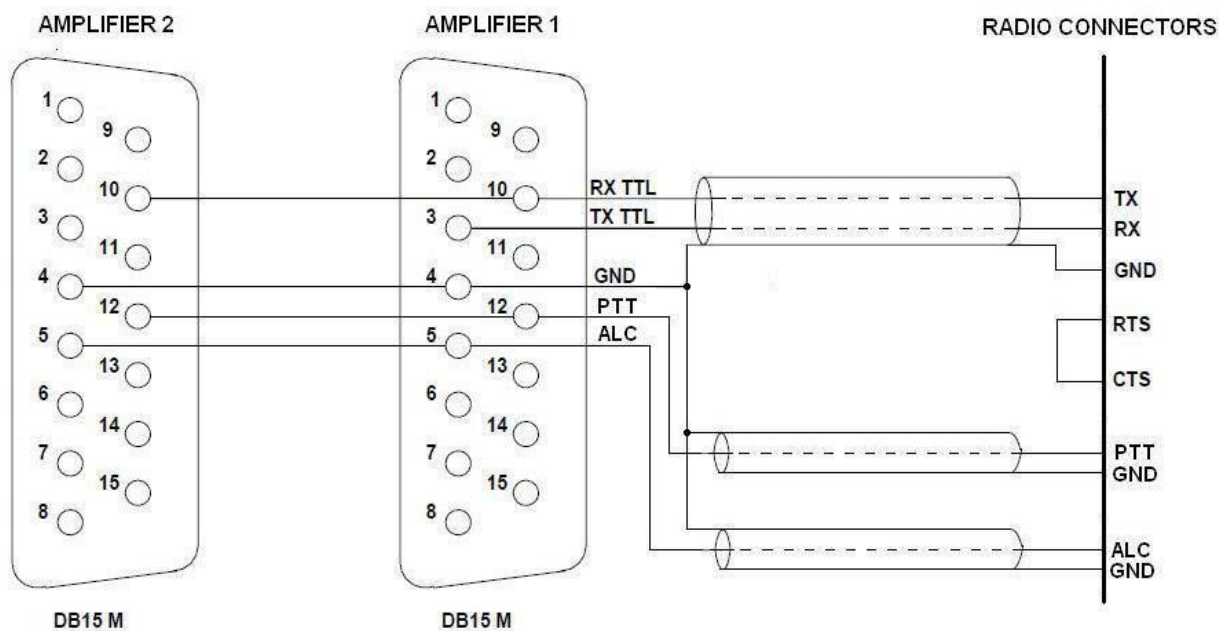 AMPLIFIER 2
AMPLIFIER 1
RADIO CONNECTORS
1
9
2
10
3
11
4
12
5
13
6
14
7
15
8
DB15 M
1
9
2
10
3
11
4
12
5
13
6
14
7
15
8
DB15 M
RX TTL
TX TTL
GND
PTT
ALC
TX
RX
GND
RTS
CTS
PTT
GND
ALC
GND